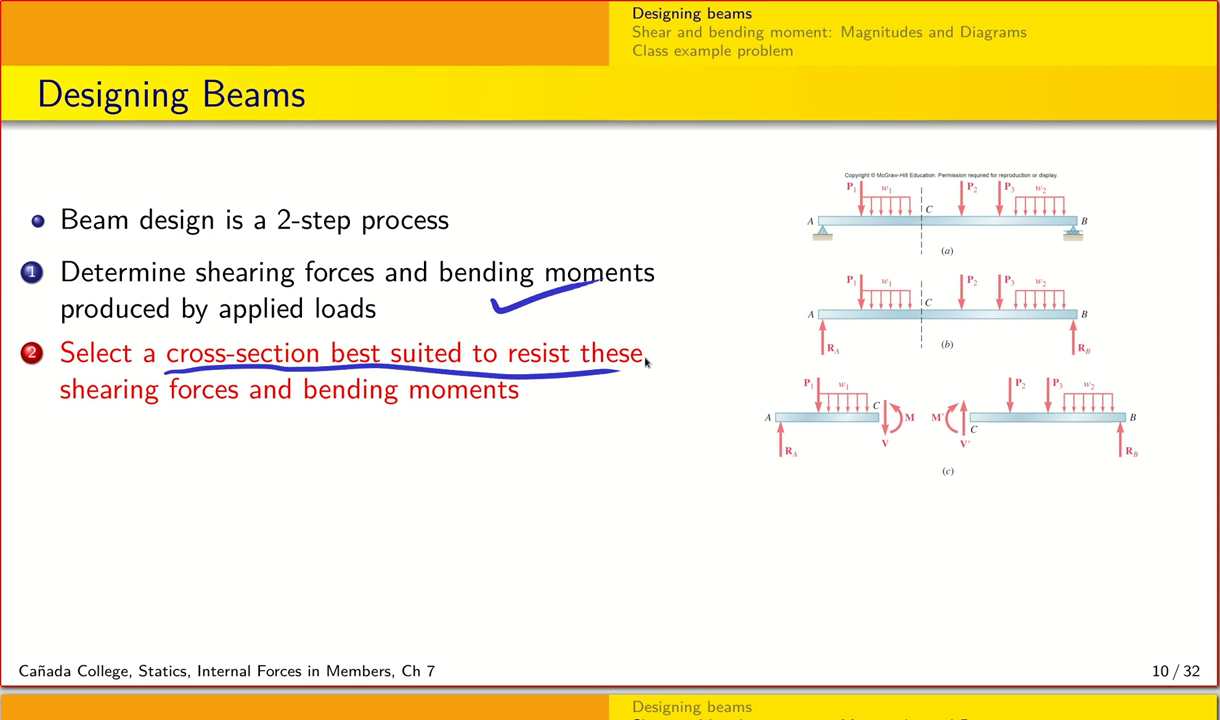 Designing beams
Shear and bending moment: Magnitudes and Diagrams
Class example problem
Designing Beams
Beam design is a 2-step process
1 Determine shearing forces and bending moments
produced by applied loads
2 Select a cross-section best suited to resist these
shearing forces and bending moments
Copyright © McGraw-Hill Education. Permission required for reproduction or display.
P1 w1 P2 P3 w2
C
A B
(a)
P1 w1 P2 P3 w2
C
A B
RA RB
(b)
P1 w1 P2 P3 w2
A C M M' B
C
RA V V' RB
(c)
Cañada College, Statics, Internal Forces in Members, Ch 7
10 / 32
Designing beams